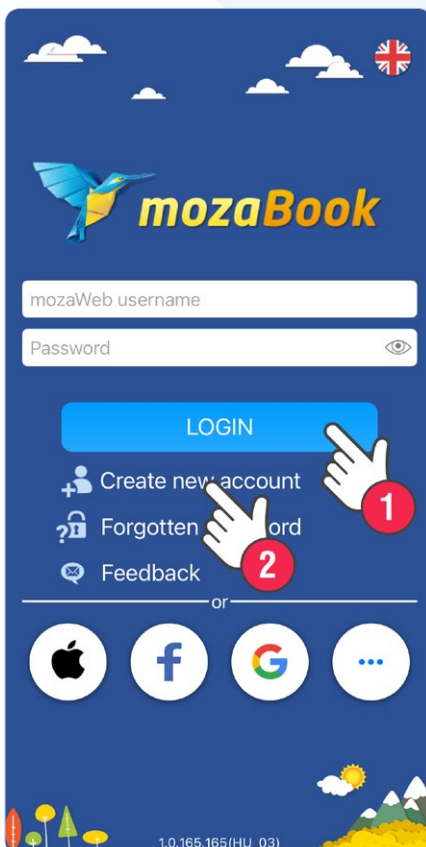 mozaBook
mozaWeb username
Password
LOGIN
Create new account
1
Forgotten ord
2
Feedback
or
f
G
1.0.165.165(HU_03)